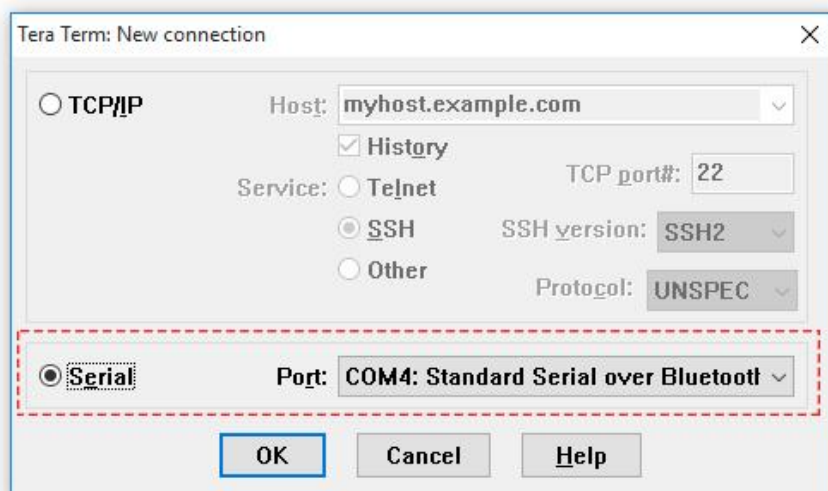 Tera Term: New connection
TCP/IP Host: myhost.example.com
History
Service: Telnet TCP port#: 22
SSH SSH version: SSH2
Other Protocol: UNSPEC
Serial Port: COM4: Standard Serial over Bluetooth
OK Cancel Help